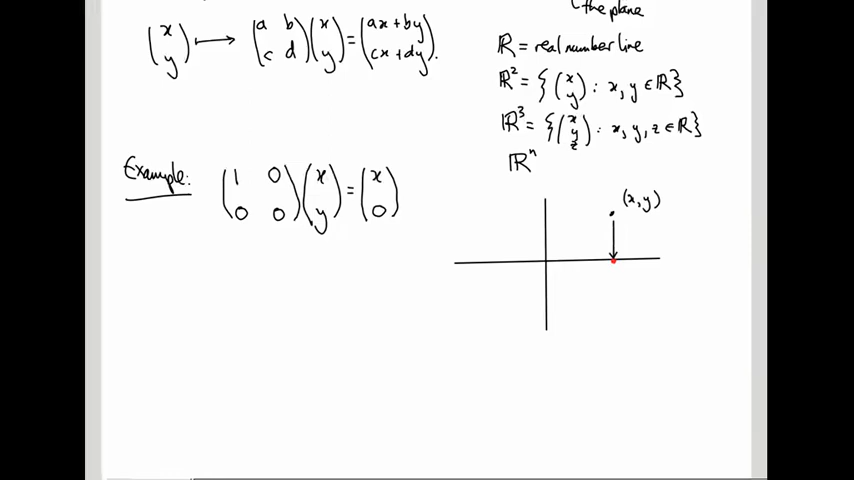 (x y) ⟼ (a b c d)(x y) = (ax+by cx+dy).
the plane
ℝ = real number line
ℝ² = {(x y) : x, y ∈ ℝ}
ℝ³ = {(x y z) : x, y, z ∈ ℝ}
ℝⁿ
Example: (1 0 0 0)(x y) = (x 0)
(x, y)